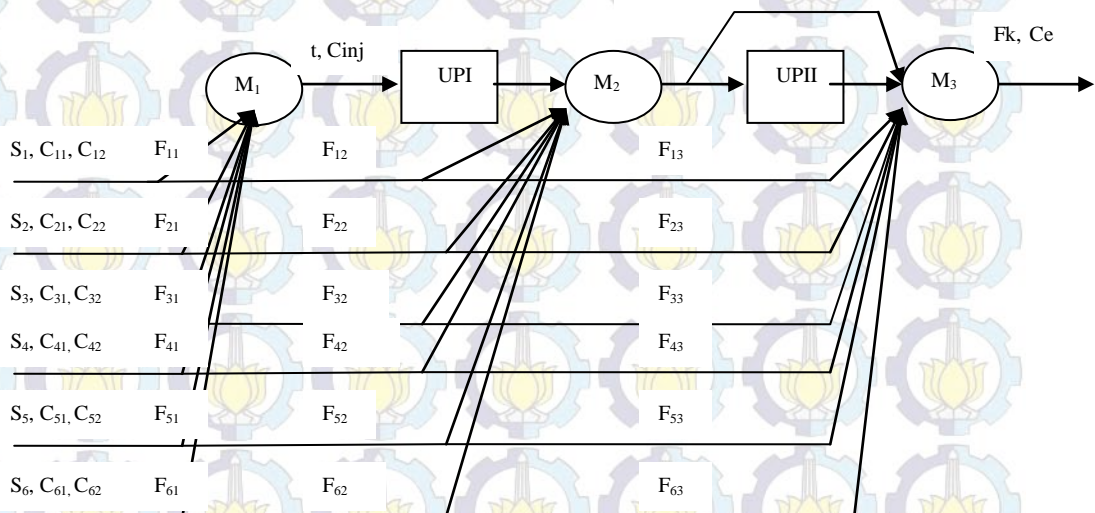 t, Cinj
Fk, Ce
M₁
UPI
M₂
UPII
M₃
S₁, C₁₁, C₁₂ F₁₁ F₁₂ F₁₃
S₂, C₂₁, C₂₂ F₂₁ F₂₂ F₂₃
S₃, C₃₁, C₃₂ F₃₁ F₃₂ F₃₃
S₄, C₄₁, C₄₂ F₄₁ F₄₂ F₄₃
S₅, C₅₁, C₅₂ F₅₁ F₅₂ F₅₃
S₆, C₆₁, C₆₂ F₆₁ F₆₂ F₆₃